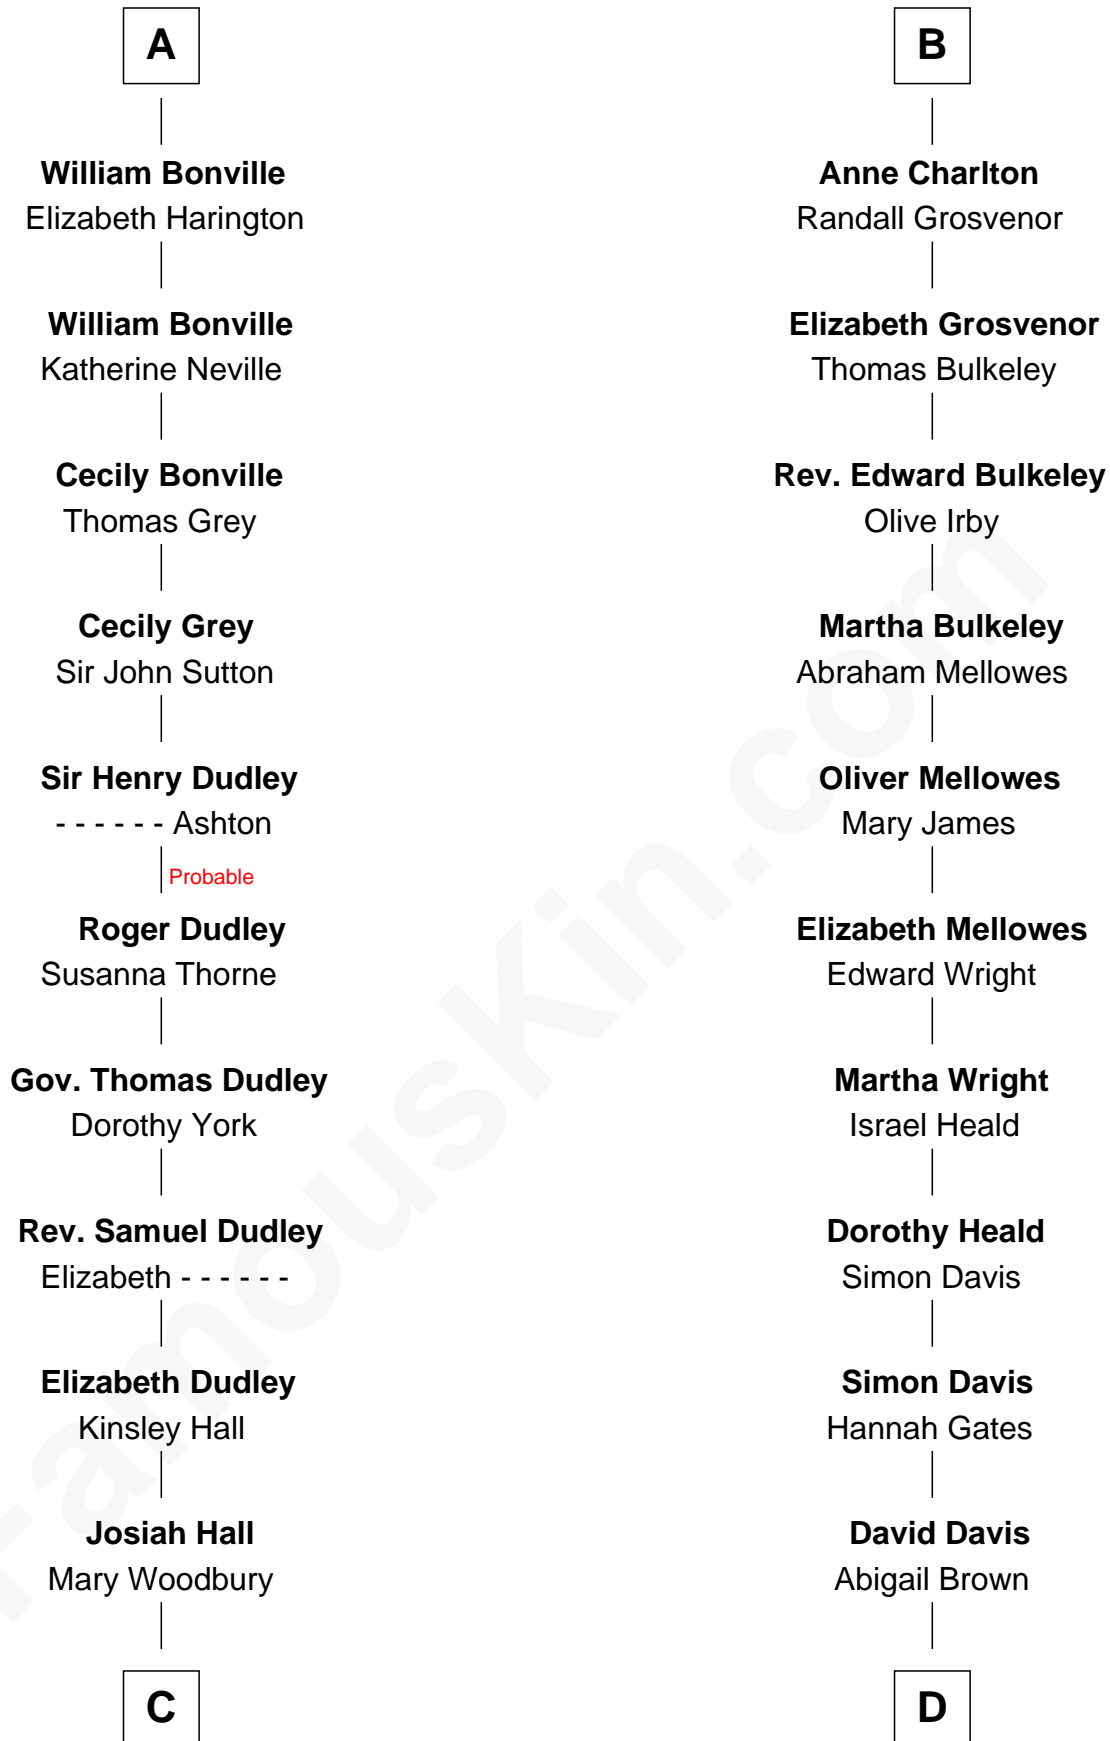 A
William Bonville
Elizabeth Harington
William Bonville
Katherine Neville
Cecily Bonville
Thomas Grey
Cecily Grey
Sir John Sutton
Sir Henry Dudley
- - - - - - Ashton
Probable
Roger Dudley
Susanna Thorne
Gov. Thomas Dudley
Dorothy York
Rev. Samuel Dudley
Elizabeth - - - - - -
Elizabeth Dudley
Kinsley Hall
Josiah Hall
Mary Woodbury
C
B
Anne Charlton
Randall Grosvenor
Elizabeth Grosvenor
Thomas Bulkeley
Rev. Edward Bulkeley
Olive Irby
Martha Bulkeley
Abraham Mellowes
Oliver Mellowes
Mary James
Elizabeth Mellowes
Edward Wright
Martha Wright
Israel Heald
Dorothy Heald
Simon Davis
Simon Davis
Hannah Gates
David Davis
Abigail Brown
D
FamousKin.com